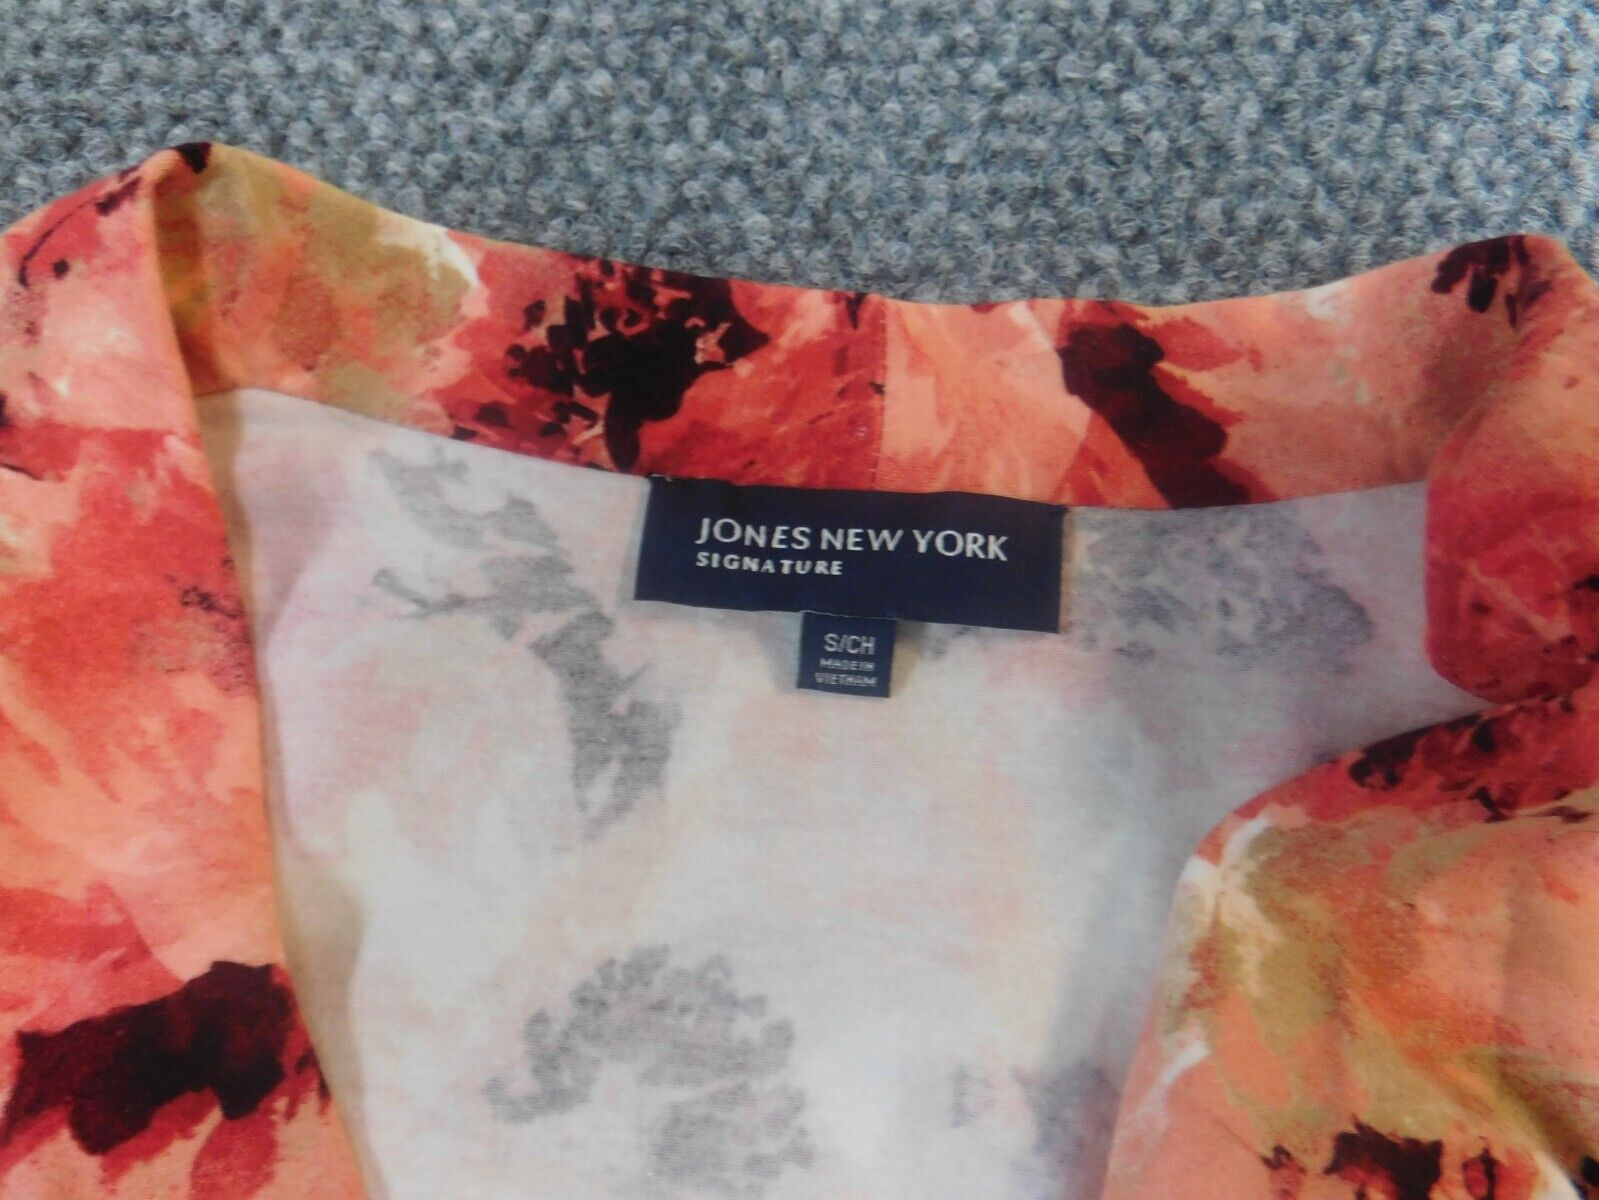 JONES NEW YORK
SIGNATURE
S/CH
MADE IN
VIETNAM